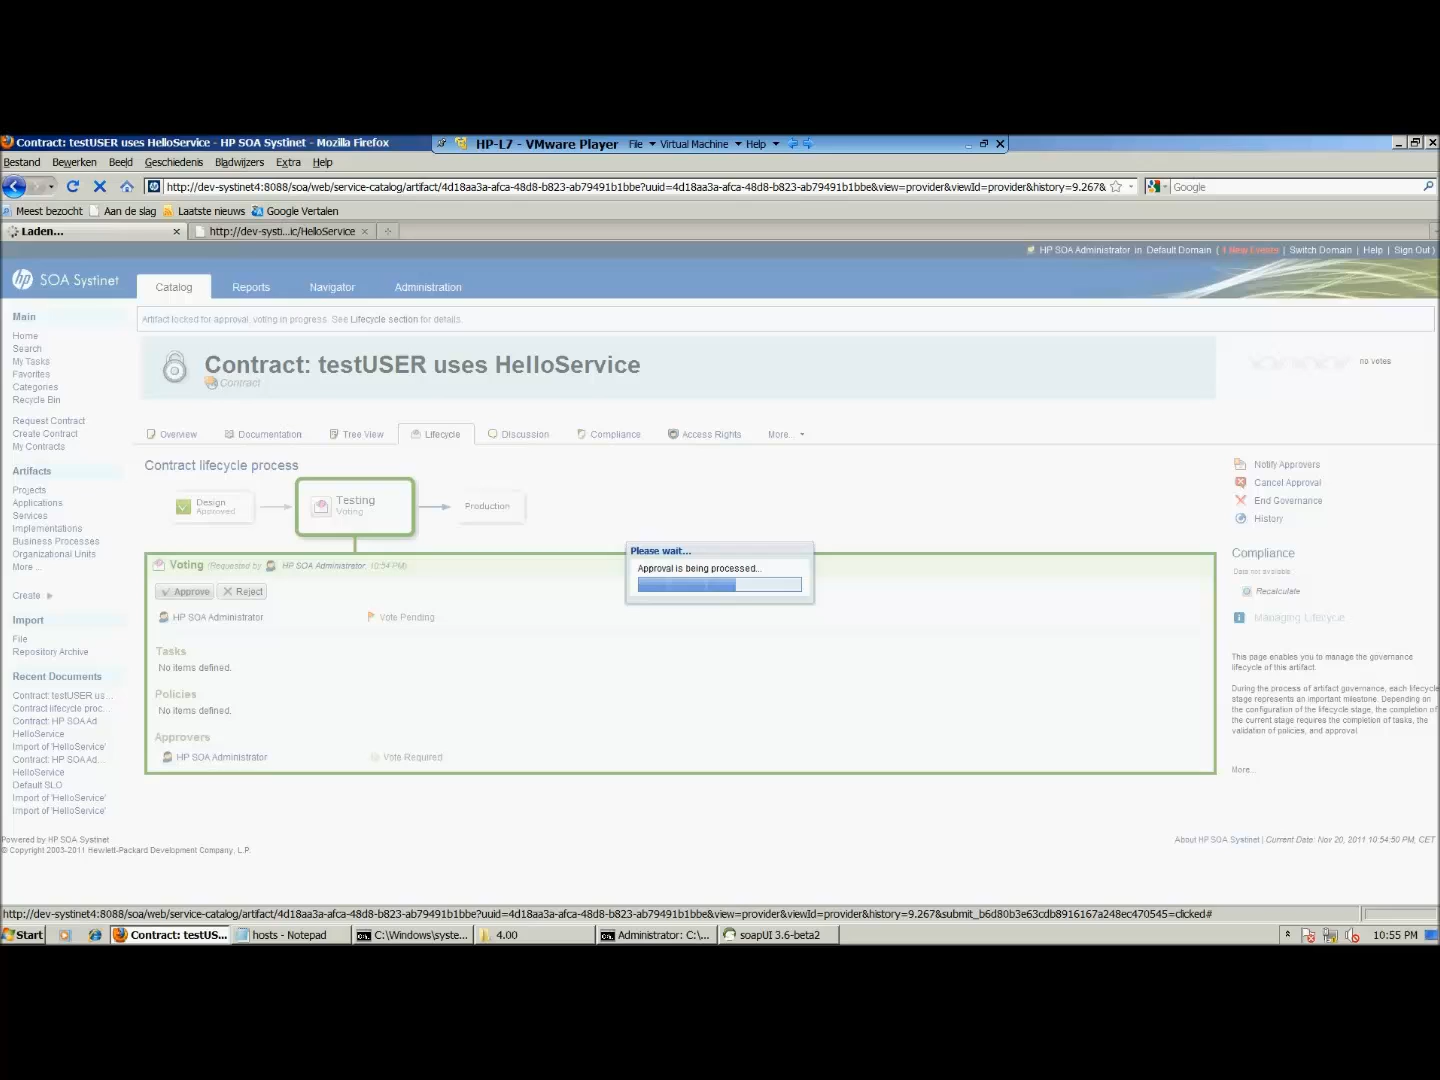 Contract: testUSER uses HelloService - HP SOA Systinet - Mozilla Firefox
HP-L7 - VMware Player File Virtual Machine Help
Bestand Bewerken Beeld Geschiedenis Bladwijzers Extra Help
http://dev-systinet4:8088/soa/web/service-catalog/artifact/4d18aa3a-afca-48d8-b823-ab79491b1bbe?uuid=4d18aa3a-afca-48d8-b823-ab79491b1bbe&view=provider&viewId=provider&history=9.267& Google
Meest bezocht Aan de slag Laatste nieuws Google Vertalen
Laden... http://dev-systi...ic/HelloService
HP SOA Administrator in Default Domain ( 1 New Events | Switch Domain | Help | Sign Out )
hp SOA Systinet Catalog Reports Navigator Administration
Main
Home
Search
My Tasks
Favorites
Categories
Recycle Bin
Request Contract
Create Contract
My Contracts
Artifacts
Projects
Applications
Services
Implementations
Business Processes
Organizational Units
More ...
Create
Import
File
Repository Archive
Recent Documents
Contract: testUSER us...
Contract lifecycle proc...
Contract: HP SOA Ad
HelloService
Import of 'HelloService'
Contract: HP SOA Ad...
HelloService
Default SLO
Import of 'HelloService'
Import of 'HelloService'
Artifact locked for approval, voting in progress. See Lifecycle section for details.
Contract: testUSER uses HelloService
Contract
no votes
Overview Documentation Tree View Lifecycle Discussion Compliance Access Rights More...
Contract lifecycle process
Design
Approved
Testing
Voting
Production
Voting (Requested by HP SOA Administrator 10:54 PM)
Approve Reject
HP SOA Administrator Vote Pending
Tasks
No items defined.
Policies
No items defined.
Approvers
HP SOA Administrator Vote Required
Please wait...
Approval is being processed...
Notify Approvers
Cancel Approval
End Governance
History
Compliance
Data not available.
Recalculate
Managing Lifecycle
This page enables you to manage the governance
lifecycle of this artifact.
During the process of artifact governance, each lifecycle
stage represents an important milestone. Depending on
the configuration of the lifecycle stage, the completion of
the current stage requires the completion of tasks, the
validation of policies, and approval.
More...
Powered by HP SOA Systinet
© Copyright 2003-2011 Hewlett-Packard Development Company, L.P.
About HP SOA Systinet | Current Date: Nov 20, 2011 10:54:50 PM, CET
http://dev-systinet4:8088/soa/web/service-catalog/artifact/4d18aa3a-afca-48d8-b823-ab79491b1bbe?uuid=4d18aa3a-afca-48d8-b823-ab79491b1bbe&view=provider&viewId=provider&history=9.267&submit_b6d80b3e63cdb8916167a248ec470545=clicked#
Start Contract: testUS... hosts - Notepad C:\Windows\syste... 4.00 Administrator: C:\... soapUI 3.6-beta2 10:55 PM